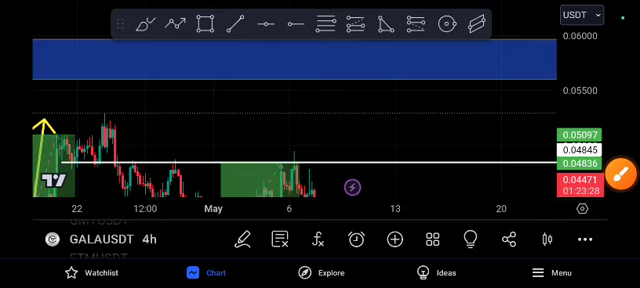 USDT
0.06000
0.05500
0.05097
0.04845
0.04836
0.04471
01:23:28
22 12:00 May 6 13 20
GALAUSDT 4h
Watchlist Chart Explore Ideas Menu